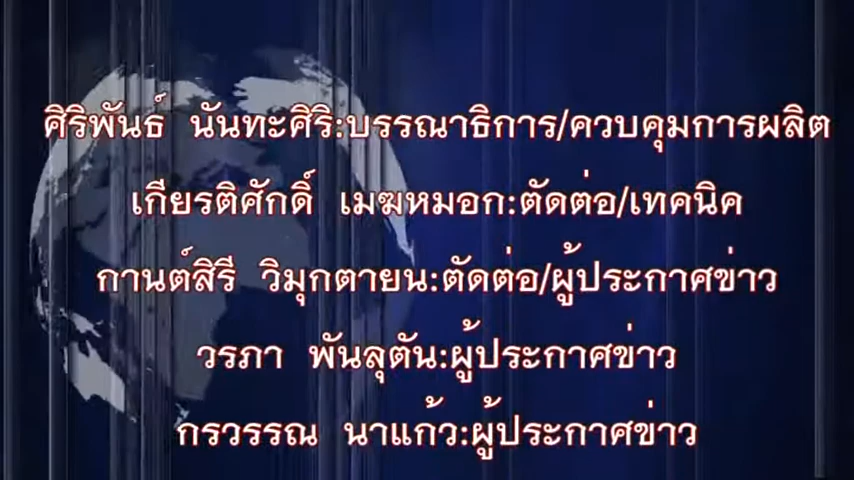 ศิริพันธ์ นันทะศิริ:บรรณาธิการ/ควบคุมการผลิต
เกียรติศักดิ์ เมฆหมอก:ตัดต่อ/เทคนิค
กานต์สิรี วิมุกตายน:ตัดต่อ/ผู้ประกาศข่าว
วรภา พันลุตัน:ผู้ประกาศข่าว
กรวรรณ นาแก้ว:ผู้ประกาศข่าว